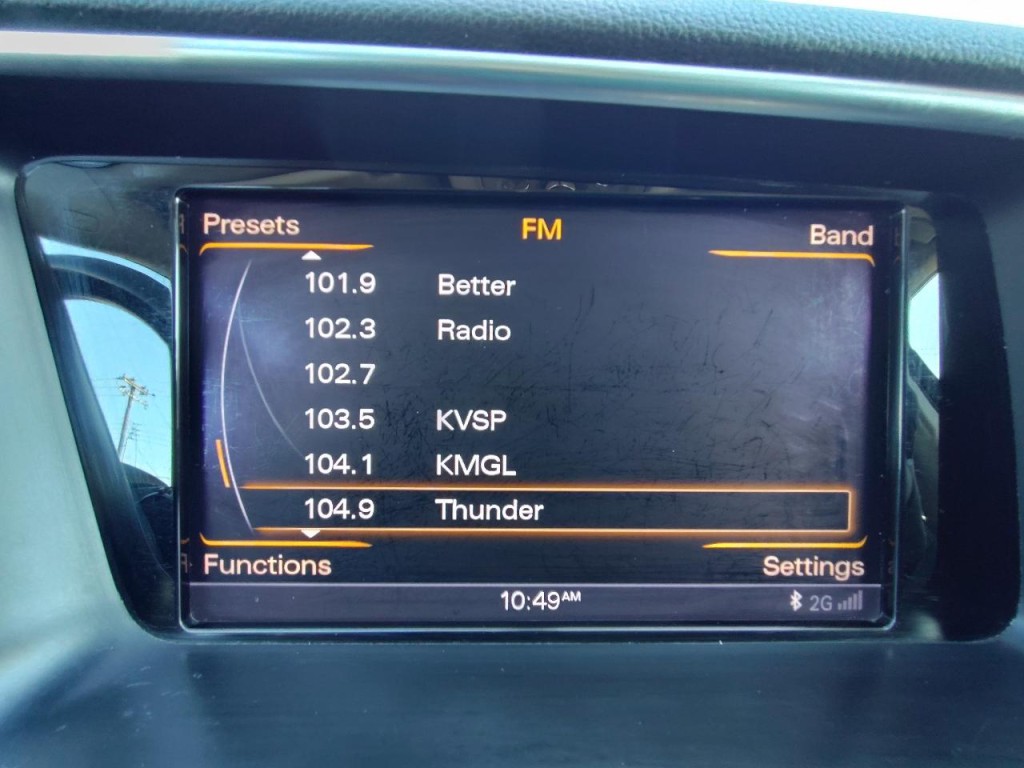 Presets FM Band
101.9 Better
102.3 Radio
102.7
103.5 KVSP
104.1 KMGL
104.9 Thunder
Functions Settings
10:49AM 2G